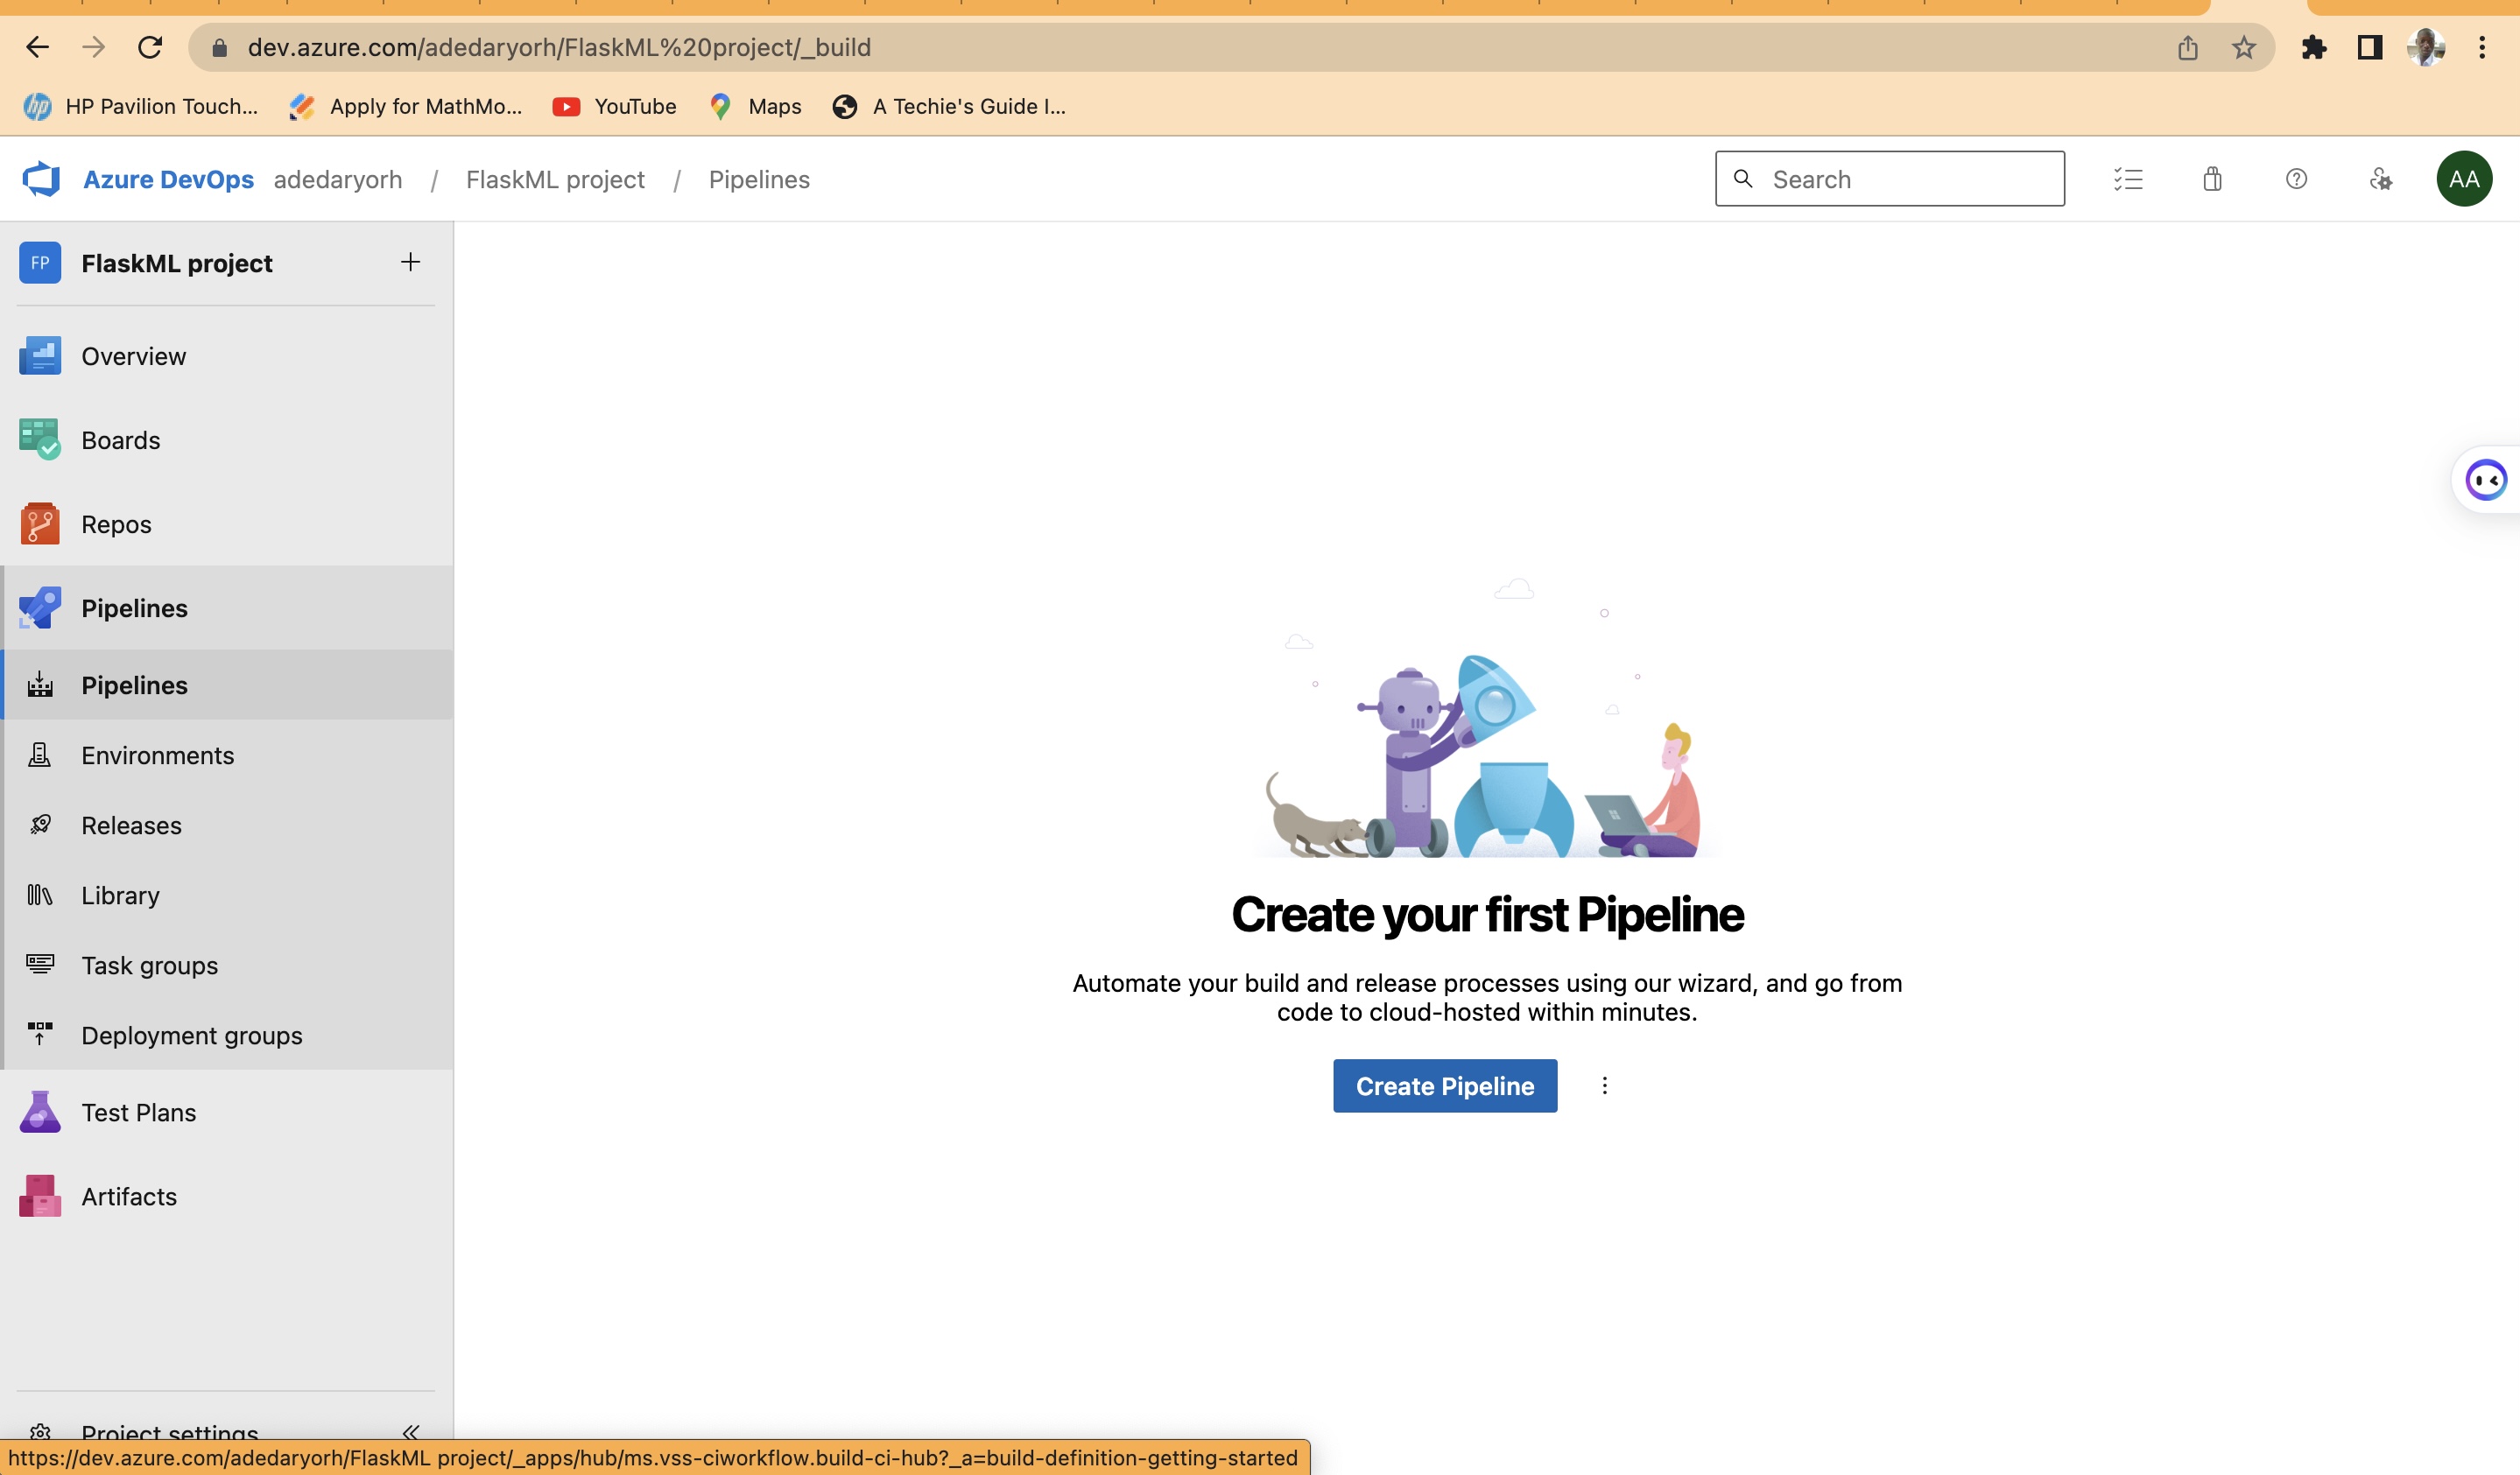 dev.azure.com/adedaryorh/FlaskML%20project/_build
HP Pavilion Touch... Apply for MathMo... YouTube Maps A Techie's Guide I...
Azure DevOps adedaryorh / FlaskML project / Pipelines Search AA
FP FlaskML project
Overview
Boards
Repos
Pipelines
Pipelines
Environments
Releases
Library
Task groups
Deployment groups
Test Plans
Artifacts
Project settings
Create your first Pipeline
Automate your build and release processes using our wizard, and go from
code to cloud-hosted within minutes.
Create Pipeline
https://dev.azure.com/adedaryorh/FlaskML project/_apps/hub/ms.vss-ciworkflow.build-ci-hub?_a=build-definition-getting-started